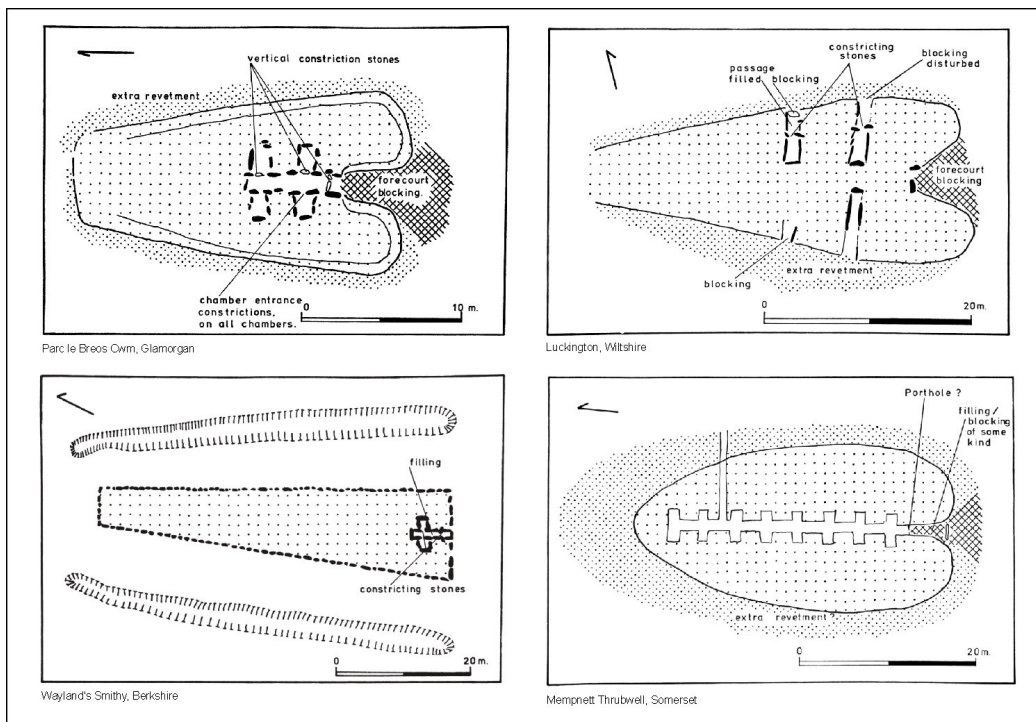 vertical constriction stones
extra revetment
forecourt
blocking.
chamber entrance
constrictions,
on all chambers.
0
10 m.
Parc le Breos Cwm, Glamorgan
constricting
stones
blocking
disturbed
passage
filled blocking
forecourt
blocking
blocking
extra revetment
0
20m.
Luckington, Wiltshire
filling
constricting stones
0
20m.
Wayland's Smithy, Berkshire
Porthole ?
filling/
blocking
of some
kind
extra revetment?
0
20 m.
Mempnett Thrubwell, Somerset